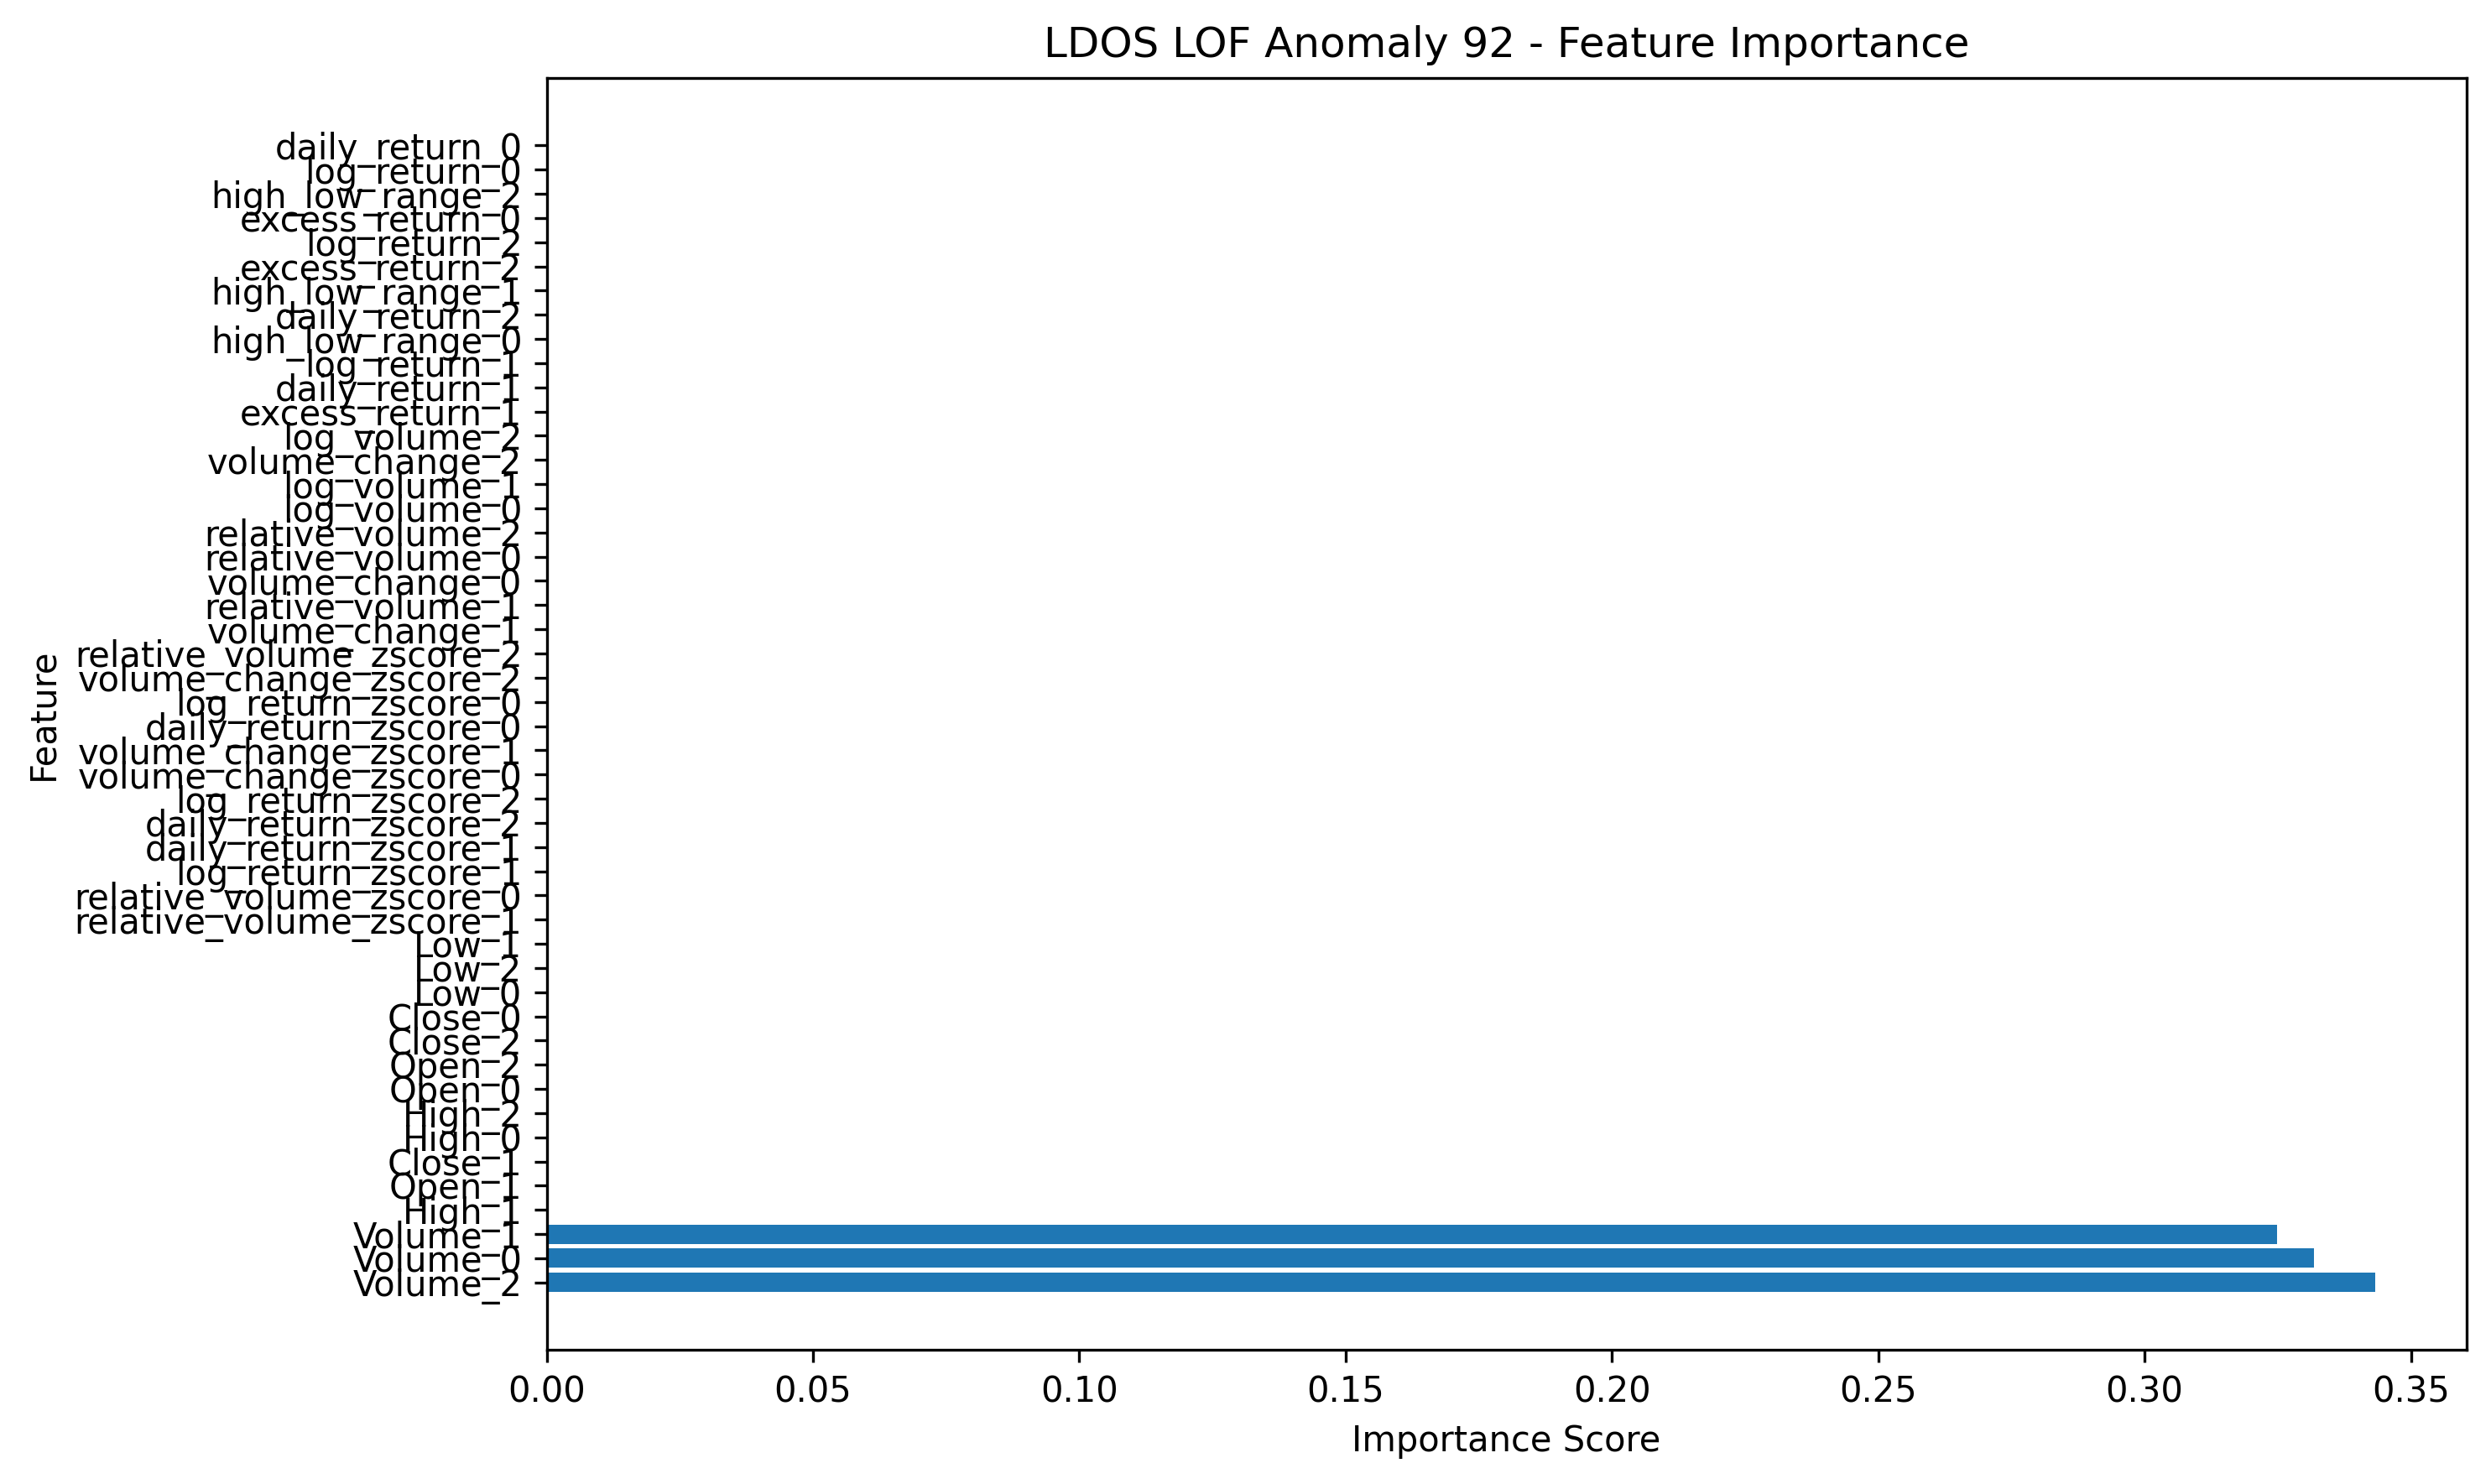 LDOS LOF Anomaly 92 - Feature Importance
daily_return_0
log_return_0
high_low_range_2
excess_return_0
log_return_2
excess_return_2
high_low_range_1
daily_return_2
high_low_range_0
log_return_1
daily_return_1
excess_return_1
log_volume_2
volume_change_2
log_volume_1
log_volume_0
relative_volume_2
relative_volume_0
volume_change_0
relative_volume_1
volume_change_1
relative_volume_zscore_2
volume_change_zscore_2
log_return_zscore_0
daily_return_zscore_0
volume_change_zscore_1
volume_change_zscore_0
log_return_zscore_2
daily_return_zscore_2
daily_return_zscore_1
log_return_zscore_1
relative_volume_zscore_0
relative_volume_zscore_1
Low_1
Low_2
Low_0
Close_0
Close_2
Open_2
Open_0
High_2
High_0
Close_1
Open_1
High_1
Volume_1
Volume_0
Volume_2
Feature
0.00 0.05 0.10 0.15 0.20 0.25 0.30 0.35
Importance Score